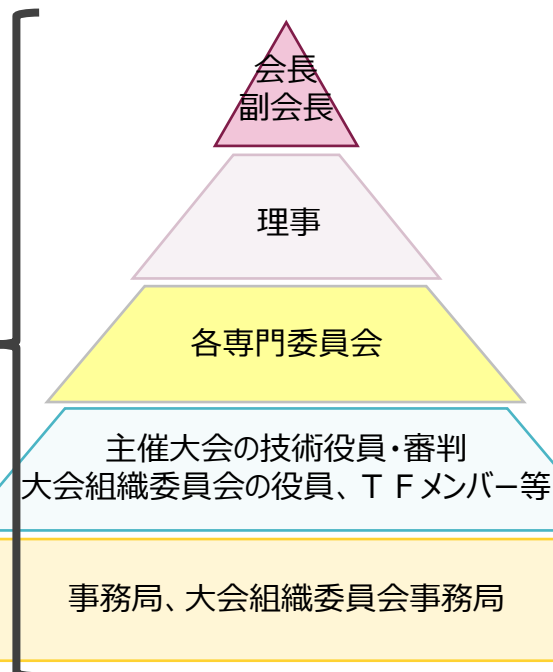 会長
副会長
理事
各専門委員会
主催大会の技術役員・審判
大会組織委員会の役員、ＴＦメンバー等
事務局、大会組織委員会事務局